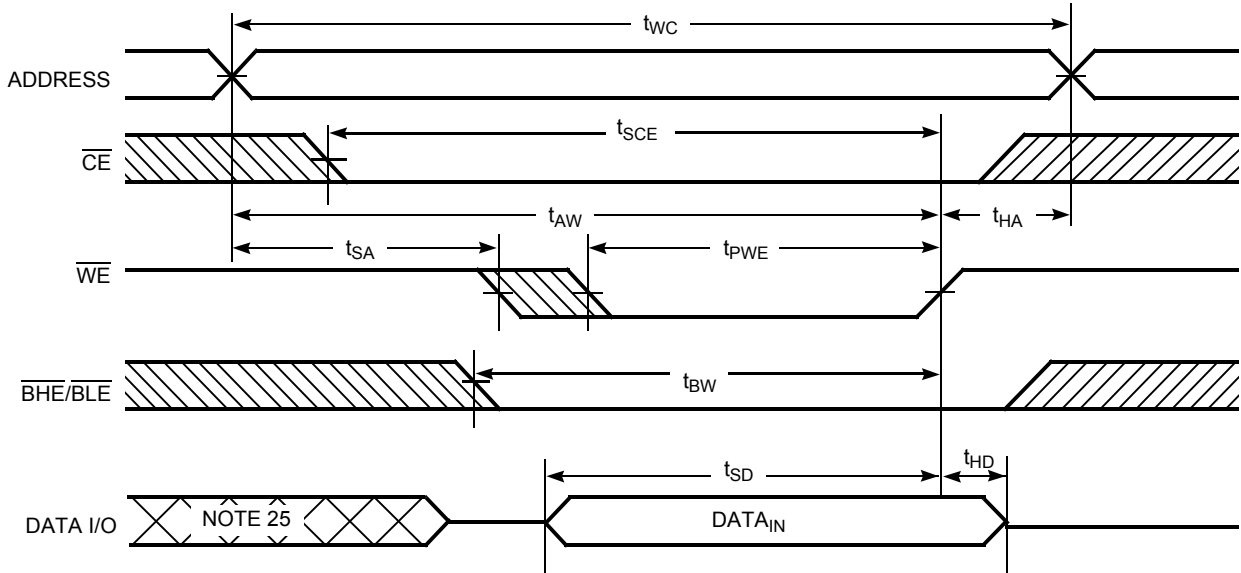 tWC
ADDRESS
tSCE
CE
tAW
tHA
tSA
tPWE
WE
tBW
BHE/BLE
tSD
tHD
DATA I/O
NOTE 25
DATAIN